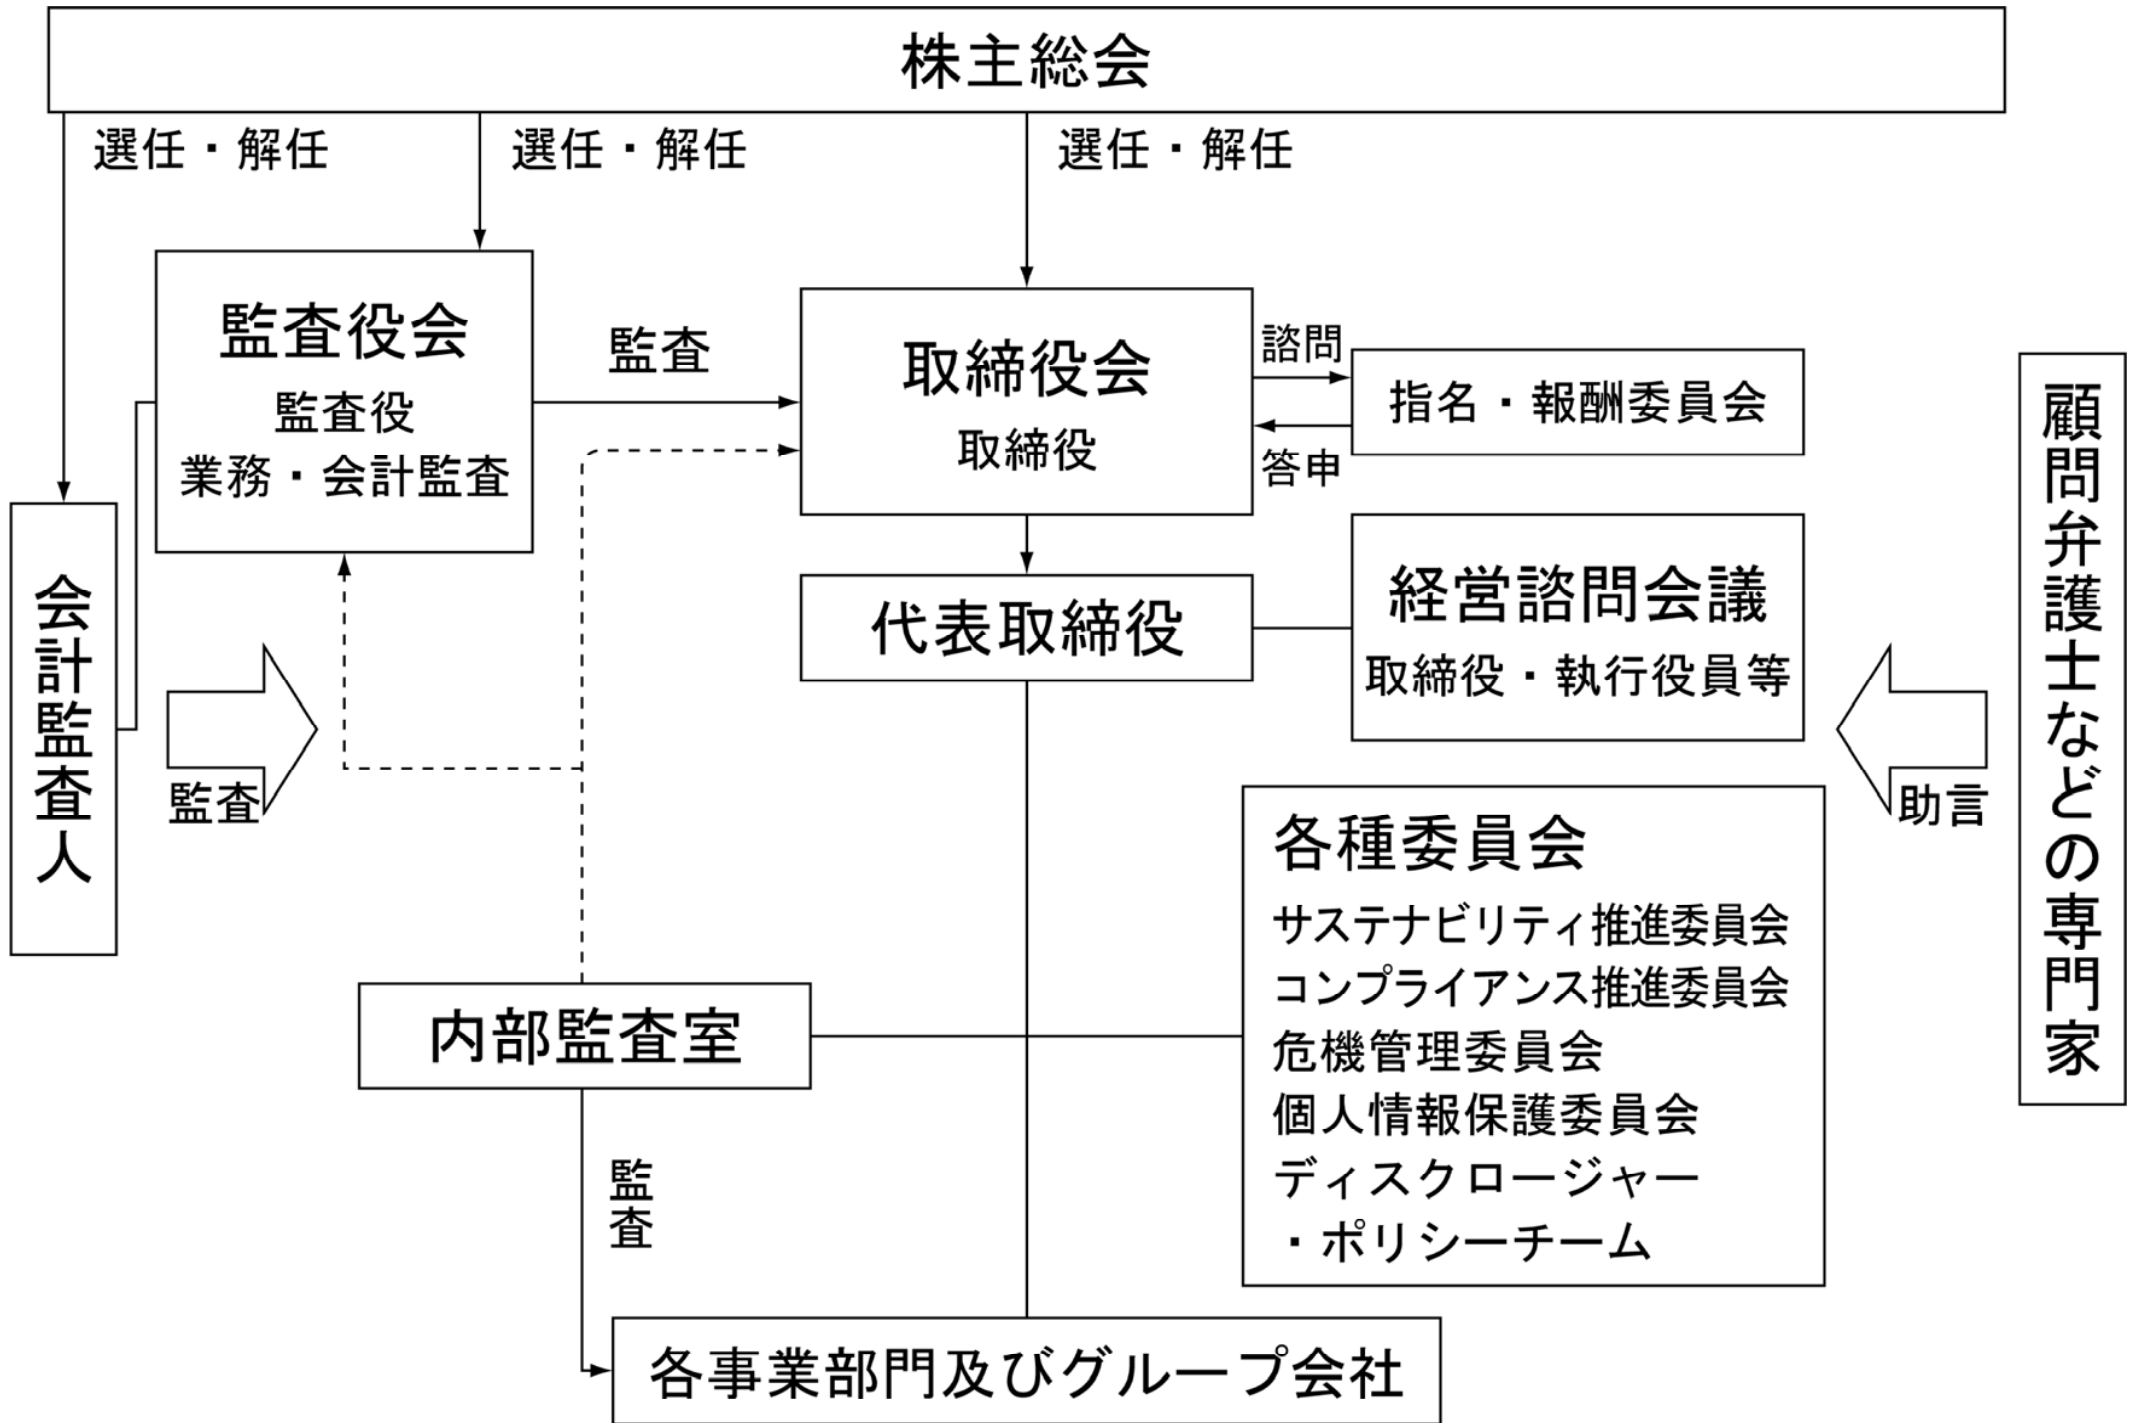 株主総会
選任・解任
選任・解任
選任・解任
監査役会
監査役
業務・会計監査
監査
取締役会
取締役
諮問
答申
指名・報酬委員会
代表取締役
経営諮問会議
取締役・執行役員等
会計監査人
監査
顧問弁護士などの専門家
助言
各種委員会
サステナビリティ推進委員会
コンプライアンス推進委員会
危機管理委員会
個人情報保護委員会
ディスクロージャー
・ポリシーチーム
内部監査室
監査
各事業部門及びグループ会社